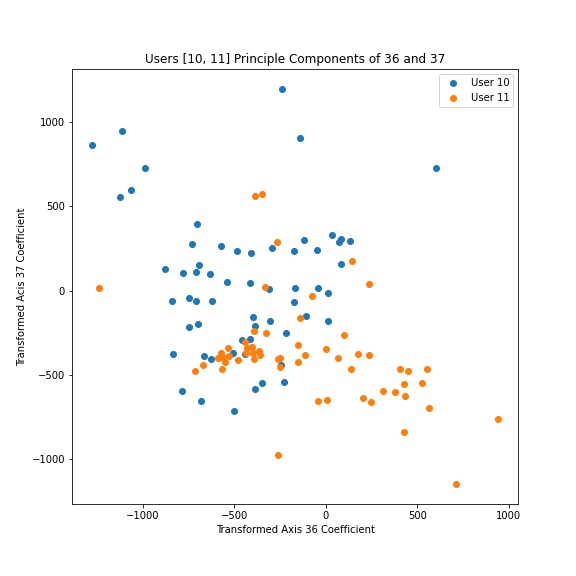 Users [10, 11] Principle Components of 36 and 37
User 10
User 11
1000
500
0
−500
−1000
Transformed Acis 37 Coefficient
−1000
−500
0
500
1000
Transformed Axis 36 Coefficient